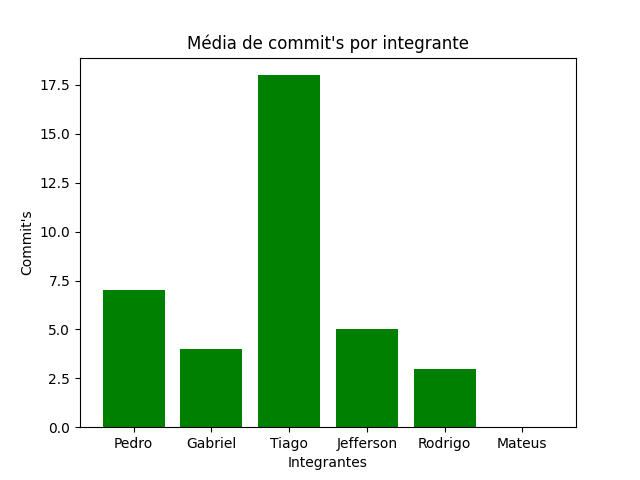 Média de commit's por integrante
17.5
15.0
12.5
10.0
7.5
5.0
2.5
0.0
Commit's
Pedro Gabriel Tiago Jefferson Rodrigo Mateus
Integrantes